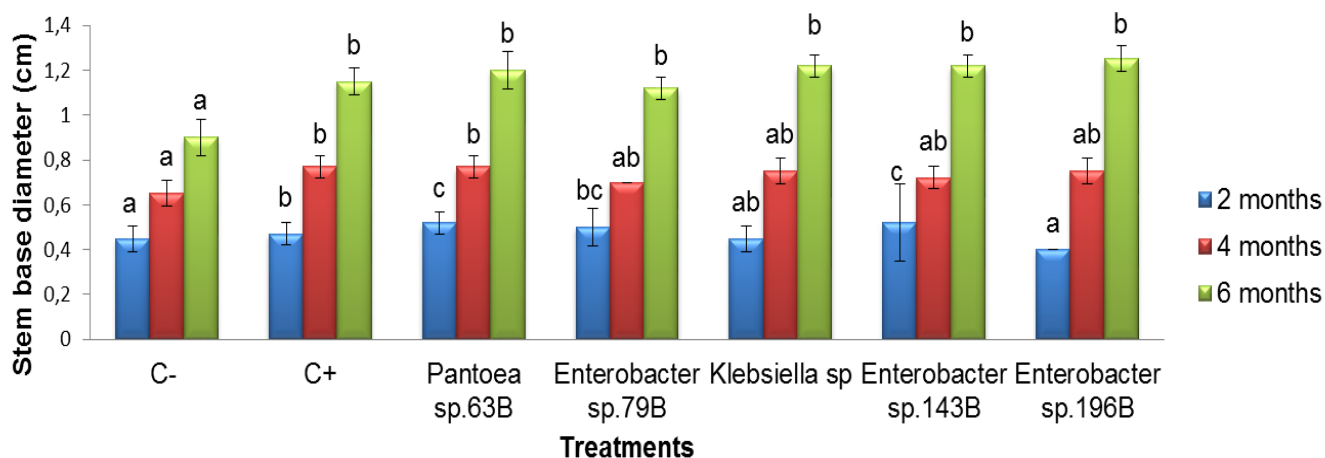 Stem base diameter (cm)
1,4
1,2
1
0,8
0,6
0,4
0,2
0
a a a
b b b
c b b
bc ab b
ab ab b
c ab b
a ab b
C-
C+
Pantoea
sp.63B
Enterobacter
sp.79B
Klebsiella sp
Enterobacter
sp.143B
Enterobacter
sp.196B
Treatments
2 months
4 months
6 months